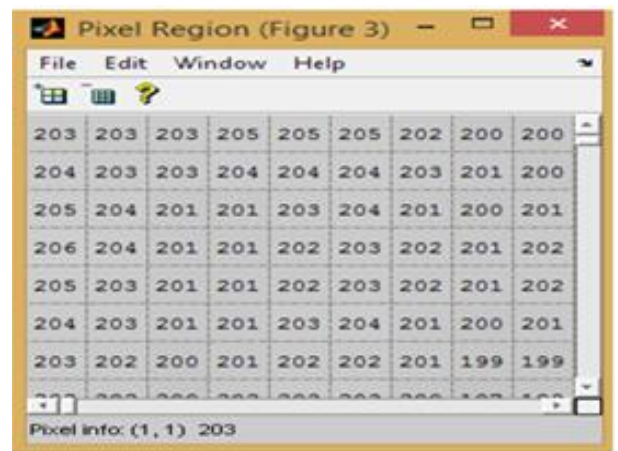 Pixel Region (Figure 3)
File Edit Window Help
203 203 203 205 205 205 202 200 200
204 203 203 204 204 204 203 201 200
205 204 201 201 203 204 201 200 201
206 204 201 201 202 203 202 201 202
205 203 201 201 202 203 202 201 202
204 203 201 201 203 204 201 200 201
203 202 200 201 202 202 201 199 199
Pixel info: (1, 1) 203